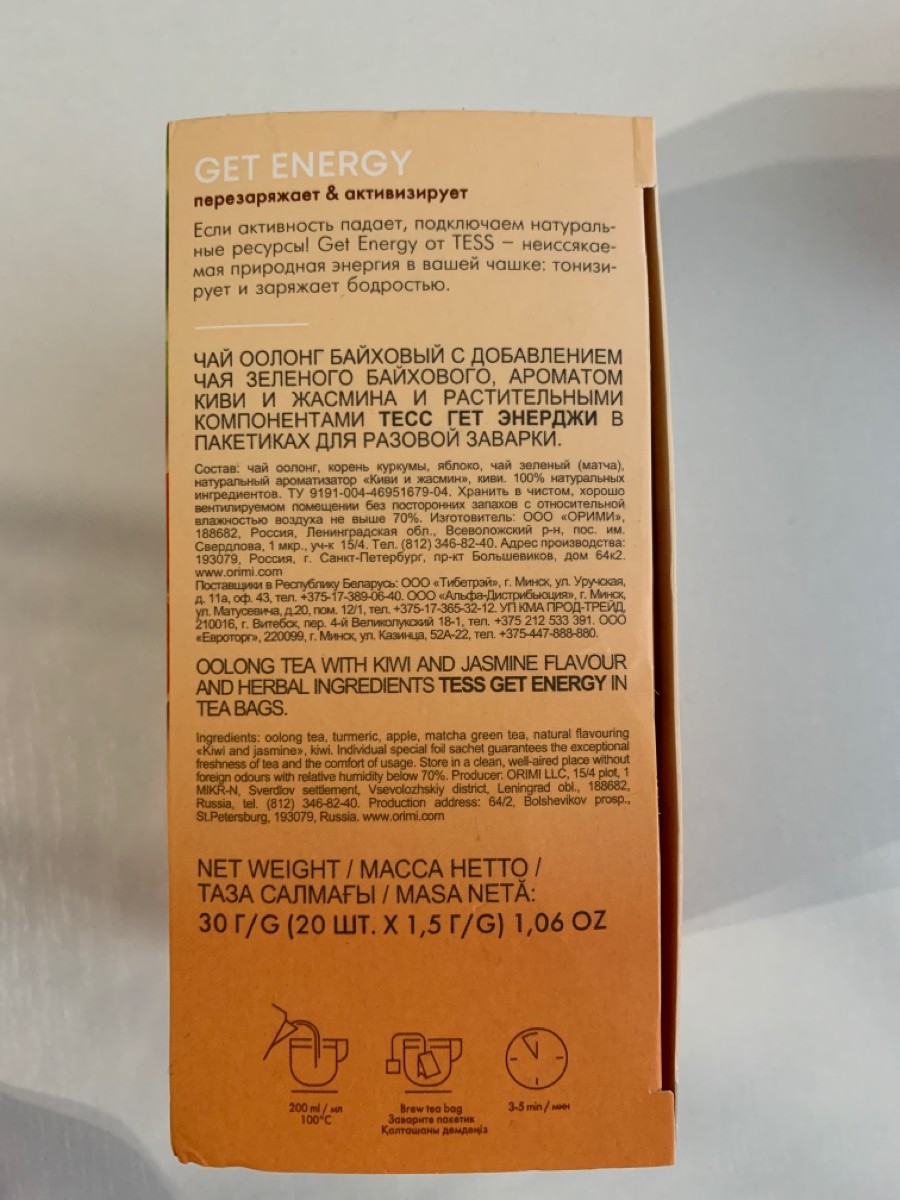 GET ENERGY
перезаряжает & активизирует
Если активность падает, подключаем натураль-
ные ресурсы! Get Energy от TESS – неиссякае-
мая природная энергия в вашей чашке: тонизи-
рует и заряжает бодростью.
ЧАЙ ООЛОНГ БАЙХОВЫЙ С ДОБАВЛЕНИЕМ
ЧАЯ ЗЕЛЕНОГО БАЙХОВОГО, АРОМАТОМ
КИВИ И ЖАСМИНА И РАСТИТЕЛЬНЫМИ
КОМПОНЕНТАМИ ТЕСС ГЕТ ЭНЕРДЖИ В
ПАКЕТИКАХ ДЛЯ РАЗОВОЙ ЗАВАРКИ.
Состав: чай оолонг, корень куркумы, яблоко, чай зеленый (матча),
натуральный ароматизатор «Киви и жасмин», киви. 100% натуральных
ингредиентов. ТУ 9191-004-46951679-04. Хранить в чистом, хорошо
вентилируемом помещении без посторонних запахов с относительной
влажностью воздуха не выше 70%. Изготовитель: ООО «ОРИМИ»,
188682, Россия, Ленинградская обл., Всеволожский р-н, пос. им.
Свердлова, 1 мкр., уч-к 15/4. Тел. (812) 346-82-40. Адрес производства:
193079, Россия, г. Санкт-Петербург, пр-кт Большевиков, дом 64к2.
www.orimi.com
Поставщики в Республику Беларусь: ООО «Тибетрэй», г. Минск, ул. Уручская,
д. 11а, оф. 43, тел. +375-17-389-06-40. ООО «Альфа-Дистрибьюция», г. Минск,
ул. Матусевича, д.20, пом. 12/1, тел. +375-17-365-32-12. УП КМА ПРОД-ТРЕЙД,
210016, г. Витебск, пер. 4-й Великолукский 18-1, тел. +375 212 533 391. ООО
«Евроторг», 220099, г. Минск, ул. Казинца, 52А-22, тел. +375-447-888-880.
OOLONG TEA WITH KIWI AND JASMINE FLAVOUR
AND HERBAL INGREDIENTS TESS GET ENERGY IN
TEA BAGS.
Ingredients: oolong tea, turmeric, apple, matcha green tea, natural flavouring
«Kiwi and jasmine», kiwi. Individual special foil sachet guarantees the exceptional
freshness of tea and the comfort of usage. Store in a clean, well-aired place without
foreign odours with relative humidity below 70%. Producer: ORIMI LLC, 15/4 plot, 1
MIKR-N, Sverdlov settlement, Vsevolozhskiy district, Leningrad obl., 188682,
Russia, tel. (812) 346-82-40. Production address: 64/2, Bolshevikov prosp.,
St.Petersburg, 193079, Russia. www.orimi.com
NET WEIGHT / МАССА НЕТТО /
ТАЗА САЛМАҒЫ / MASA NETĂ:
30 Г/G (20 ШТ. X 1,5 Г/G) 1,06 OZ
200 ml / мл
100°C
Brew tea bag
Заварите пакетик
Қалташаны демдеңіз
3-5 min / мин